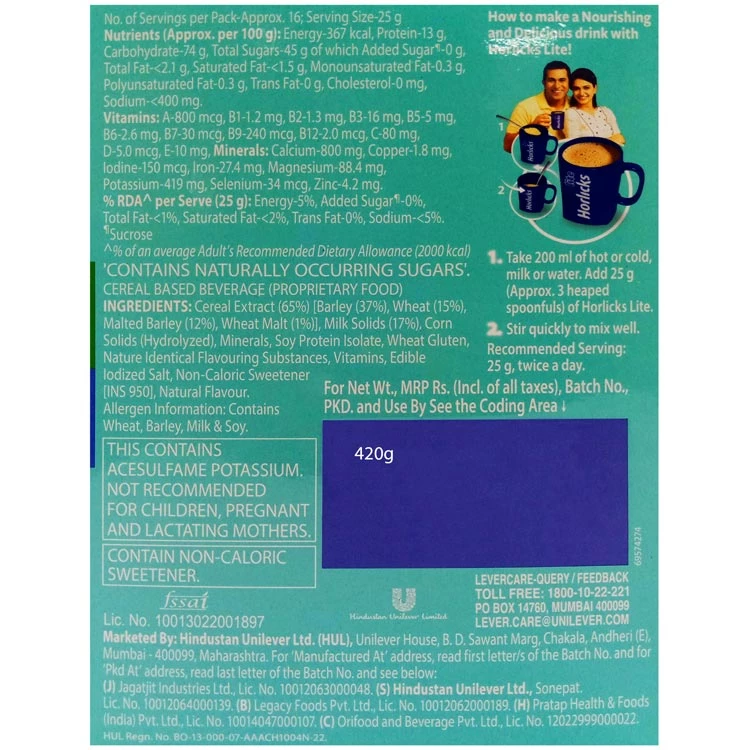 No. of Servings per Pack-Approx. 16; Serving Size-25 g
Nutrients (Approx. per 100 g): Energy-367 kcal, Protein-13 g,
Carbohydrate-74 g, Total Sugars-45 g of which Added Sugar¶-0 g,
Total Fat-<2.1 g, Saturated Fat-<1.5 g, Monounsaturated Fat-0.3 g,
Polyunsaturated Fat-0.3 g, Trans Fat-0 g, Cholesterol-0 mg,
Sodium-<400 mg.
Vitamins: A-800 mcg, B1-1.2 mg, B2-1.3 mg, B3-16 mg, B5-5 mg,
B6-2.6 mg, B7-30 mcg, B9-240 mcg, B12-2.0 mcg, C-80 mg,
D-5.0 mcg, E-10 mg, Minerals: Calcium-800 mg, Copper-1.8 mg,
Iodine-150 mcg, Iron-27.4 mg, Magnesium-88.4 mg,
Potassium-419 mg, Selenium-34 mcg, Zinc-4.2 mg.
% RDA^ per Serve (25 g): Energy-5%, Added Sugar¶-0%,
Total Fat-<1%, Saturated Fat-<2%, Trans Fat-0%, Sodium-<5%.
¶Sucrose
^% of an average Adult's Recommended Dietary Allowance (2000 kcal)
'CONTAINS NATURALLY OCCURRING SUGARS'.
CEREAL BASED BEVERAGE (PROPRIETARY FOOD)
INGREDIENTS: Cereal Extract (65%) [Barley (37%), Wheat (15%),
Malted Barley (12%), Wheat Malt (1%)], Milk Solids (17%), Corn
Solids (Hydrolyzed), Minerals, Soy Protein Isolate, Wheat Gluten,
Nature Identical Flavouring Substances, Vitamins, Edible
Iodized Salt, Non-Caloric Sweetener
[INS 950], Natural Flavour.
Allergen Information: Contains
Wheat, Barley, Milk & Soy.
THIS CONTAINS
ACESULFAME POTASSIUM.
NOT RECOMMENDED
FOR CHILDREN, PREGNANT
AND LACTATING MOTHERS.
CONTAIN NON-CALORIC
SWEETENER.
How to make a Nourishing
and Delicious drink with
Horlicks Lite!
Horlicks
1
Horlicks
2
Horlicks
lite
Horlicks
1. Take 200 ml of hot or cold,
milk or water. Add 25 g
(Approx. 3 heaped
spoonfuls) of Horlicks Lite.
2. Stir quickly to mix well.
Recommended Serving:
25 g, twice a day.
For Net Wt., MRP Rs. (Incl. of all taxes), Batch No.,
PKD. and Use By See the Coding Area ↓
420g
69574274
fssai
Lic. No. 10013022001897
Hindustan Unilever Limited
LEVERCARE-QUERY / FEEDBACK
TOLL FREE: 1800-10-22-221
PO BOX 14760, MUMBAI 400099
LEVER.CARE@UNILEVER.COM
Marketed By: Hindustan Unilever Ltd. (HUL), Unilever House, B. D. Sawant Marg, Chakala, Andheri (E),
Mumbai - 400099, Maharashtra. For 'Manufactured At' address, read first letter/s of the Batch No. and for
'Pkd At' address, read last letter of the Batch No. and see below:
(J) Jagatjit Industries Ltd., Lic. No. 10012063000048. (S) Hindustan Unilever Ltd., Sonepat.
Lic. No. 10012064000139. (B) Legacy Foods Pvt. Ltd., Lic. No. 10012062000189. (H) Pratap Health & Foods
(India) Pvt. Ltd., Lic. No. 10014047000107. (C) Orifood and Beverage Pvt. Ltd., Lic. No. 12022999000022.
HUL Regn. No. BO-13-000-07-AAACH1004N-22.